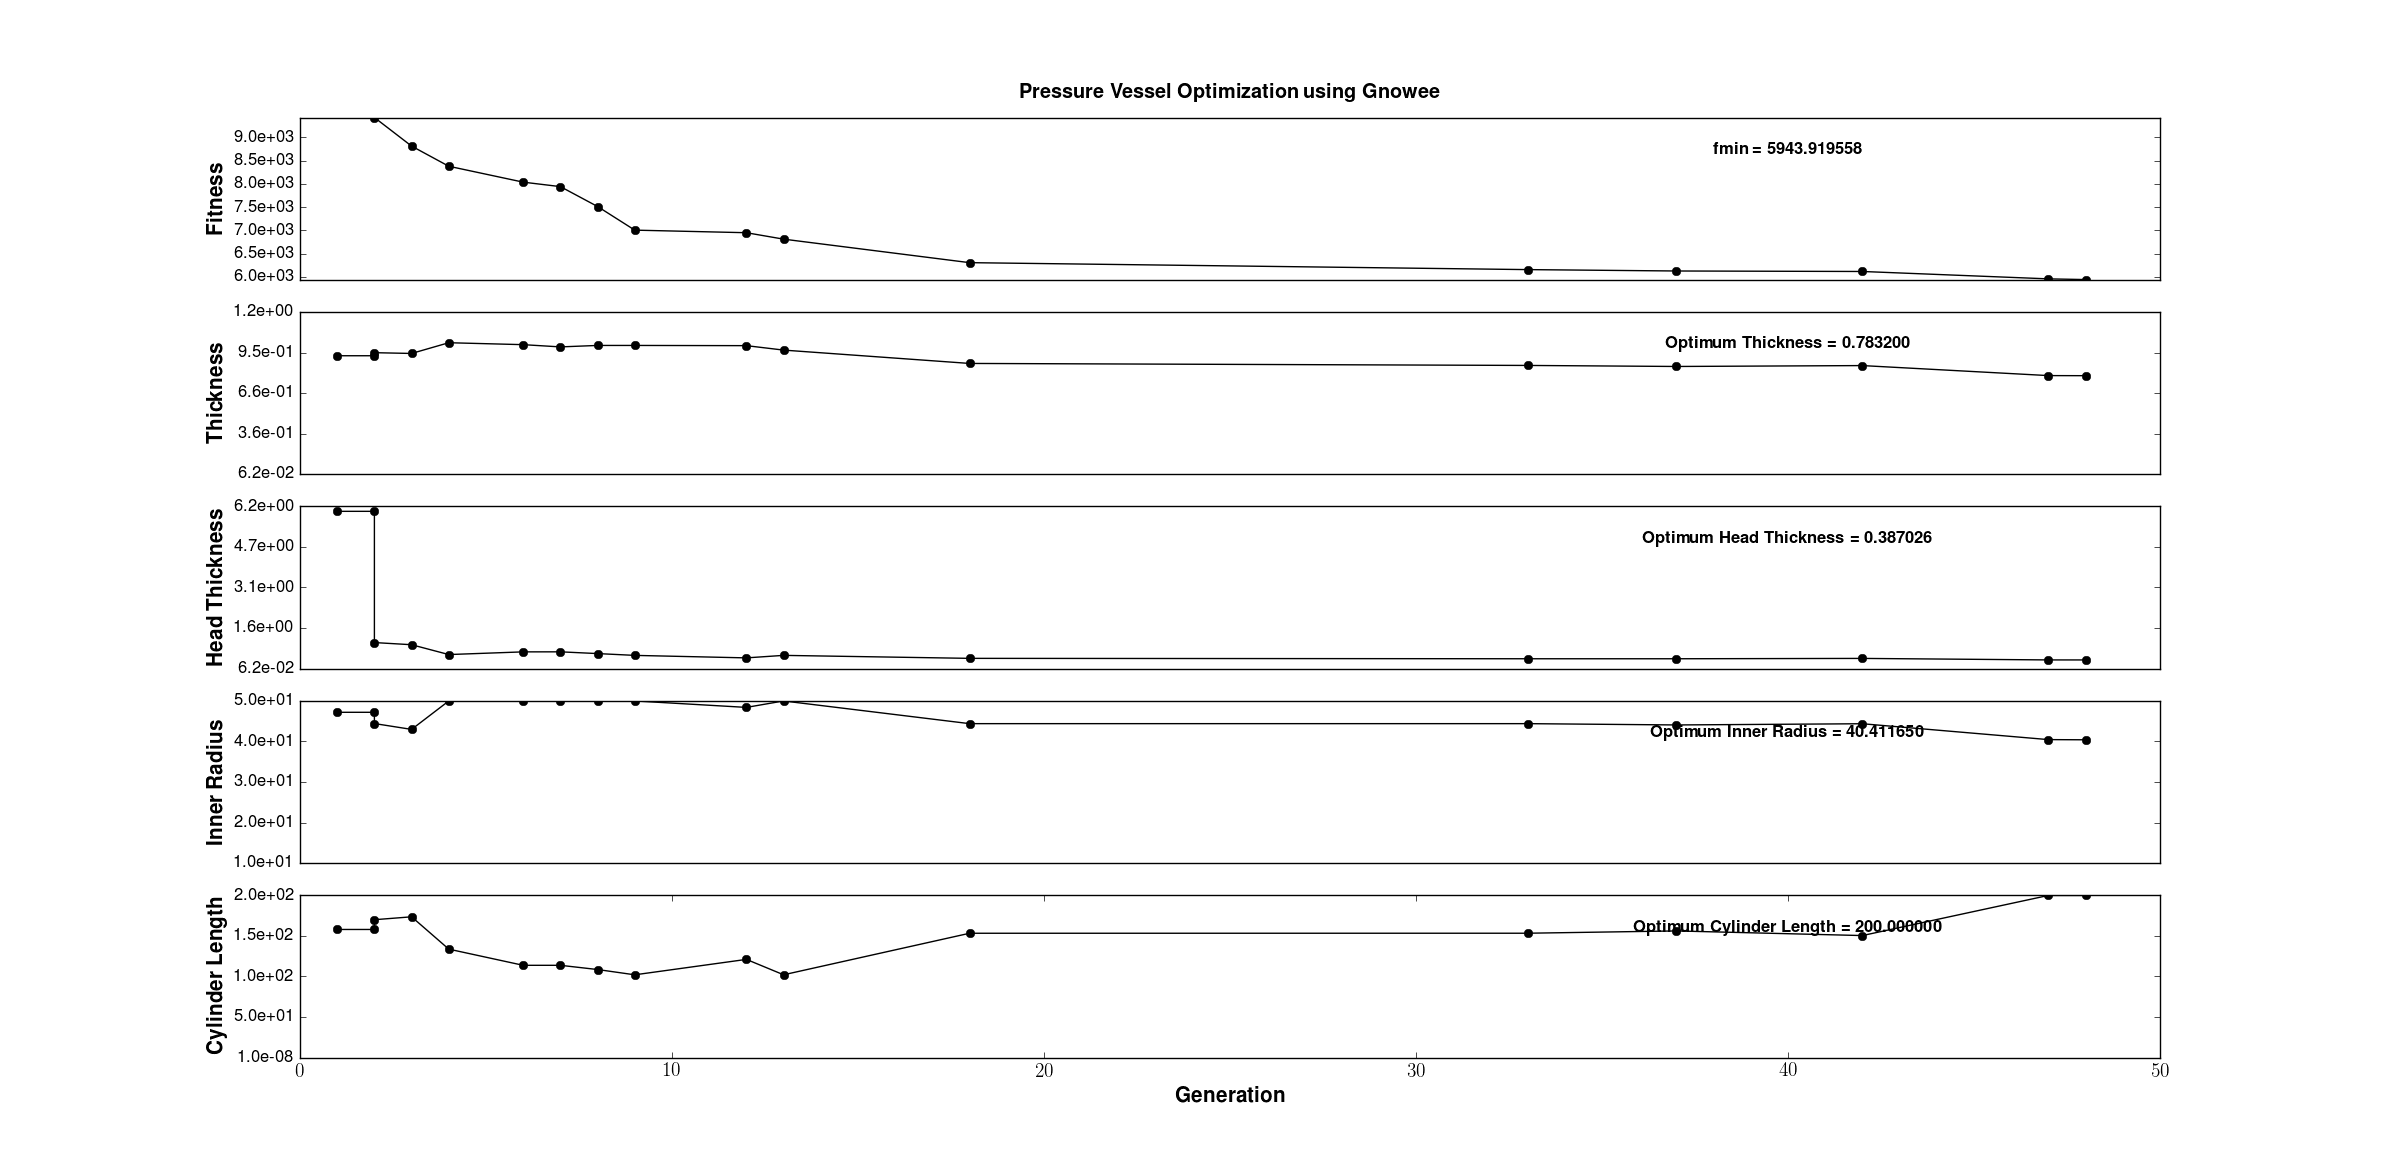 Pressure Vessel Optimization using Gnowee
Fitness
9.0e+03
8.5e+03
8.0e+03
7.5e+03
7.0e+03
6.5e+03
6.0e+03
fmin = 5943.919558
Thickness
1.2e+00
9.5e-01
6.6e-01
3.6e-01
6.2e-02
Optimum Thickness = 0.783200
Head Thickness
6.2e+00
4.7e+00
3.1e+00
1.6e+00
6.2e-02
Optimum Head Thickness = 0.387026
Inner Radius
5.0e+01
4.0e+01
3.0e+01
2.0e+01
1.0e+01
Optimum Inner Radius = 40.411650
Cylinder Length
2.0e+02
1.5e+02
1.0e+02
5.0e+01
1.0e-08
Optimum Cylinder Length = 200.000000
0 10 20 30 40 50
Generation